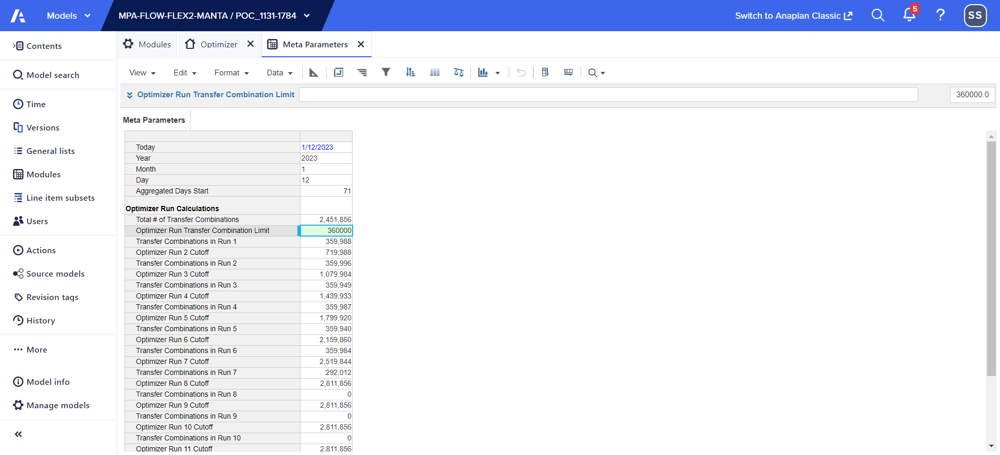 Models
MPA-FLOW-FLEX2-MANTA / POC_1131-1784
Switch to Anaplan Classic
5
?
SS
Contents
Model search
Time
Versions
General lists
Modules
Line item subsets
Users
Actions
Source models
Revision tags
History
More
Model info
Manage models
Modules
Optimizer
Meta Parameters
View
Edit
Format
Data
Optimizer Run Transfer Combination Limit
360000.0
Meta Parameters
Today 1/12/2023
Year 2023
Month 1
Day 12
Aggregated Days Start 71
Optimizer Run Calculations
Total # of Transfer Combinations 2,451,856
Optimizer Run Transfer Combination Limit 360000
Transfer Combinations in Run 1 359,988
Optimizer Run 2 Cutoff 719,988
Transfer Combinations in Run 2 359,996
Optimizer Run 3 Cutoff 1,079,984
Transfer Combinations in Run 3 359,949
Optimizer Run 4 Cutoff 1,439,933
Transfer Combinations in Run 4 359,987
Optimizer Run 5 Cutoff 1,799,920
Transfer Combinations in Run 5 359,940
Optimizer Run 6 Cutoff 2,159,860
Transfer Combinations in Run 6 359,984
Optimizer Run 7 Cutoff 2,519,844
Transfer Combinations in Run 7 292,012
Optimizer Run 8 Cutoff 2,811,856
Transfer Combinations in Run 8 0
Optimizer Run 9 Cutoff 2,811,856
Transfer Combinations in Run 9 0
Optimizer Run 10 Cutoff 2,811,856
Transfer Combinations in Run 10 0
Optimizer Run 11 Cutoff 2,811,856